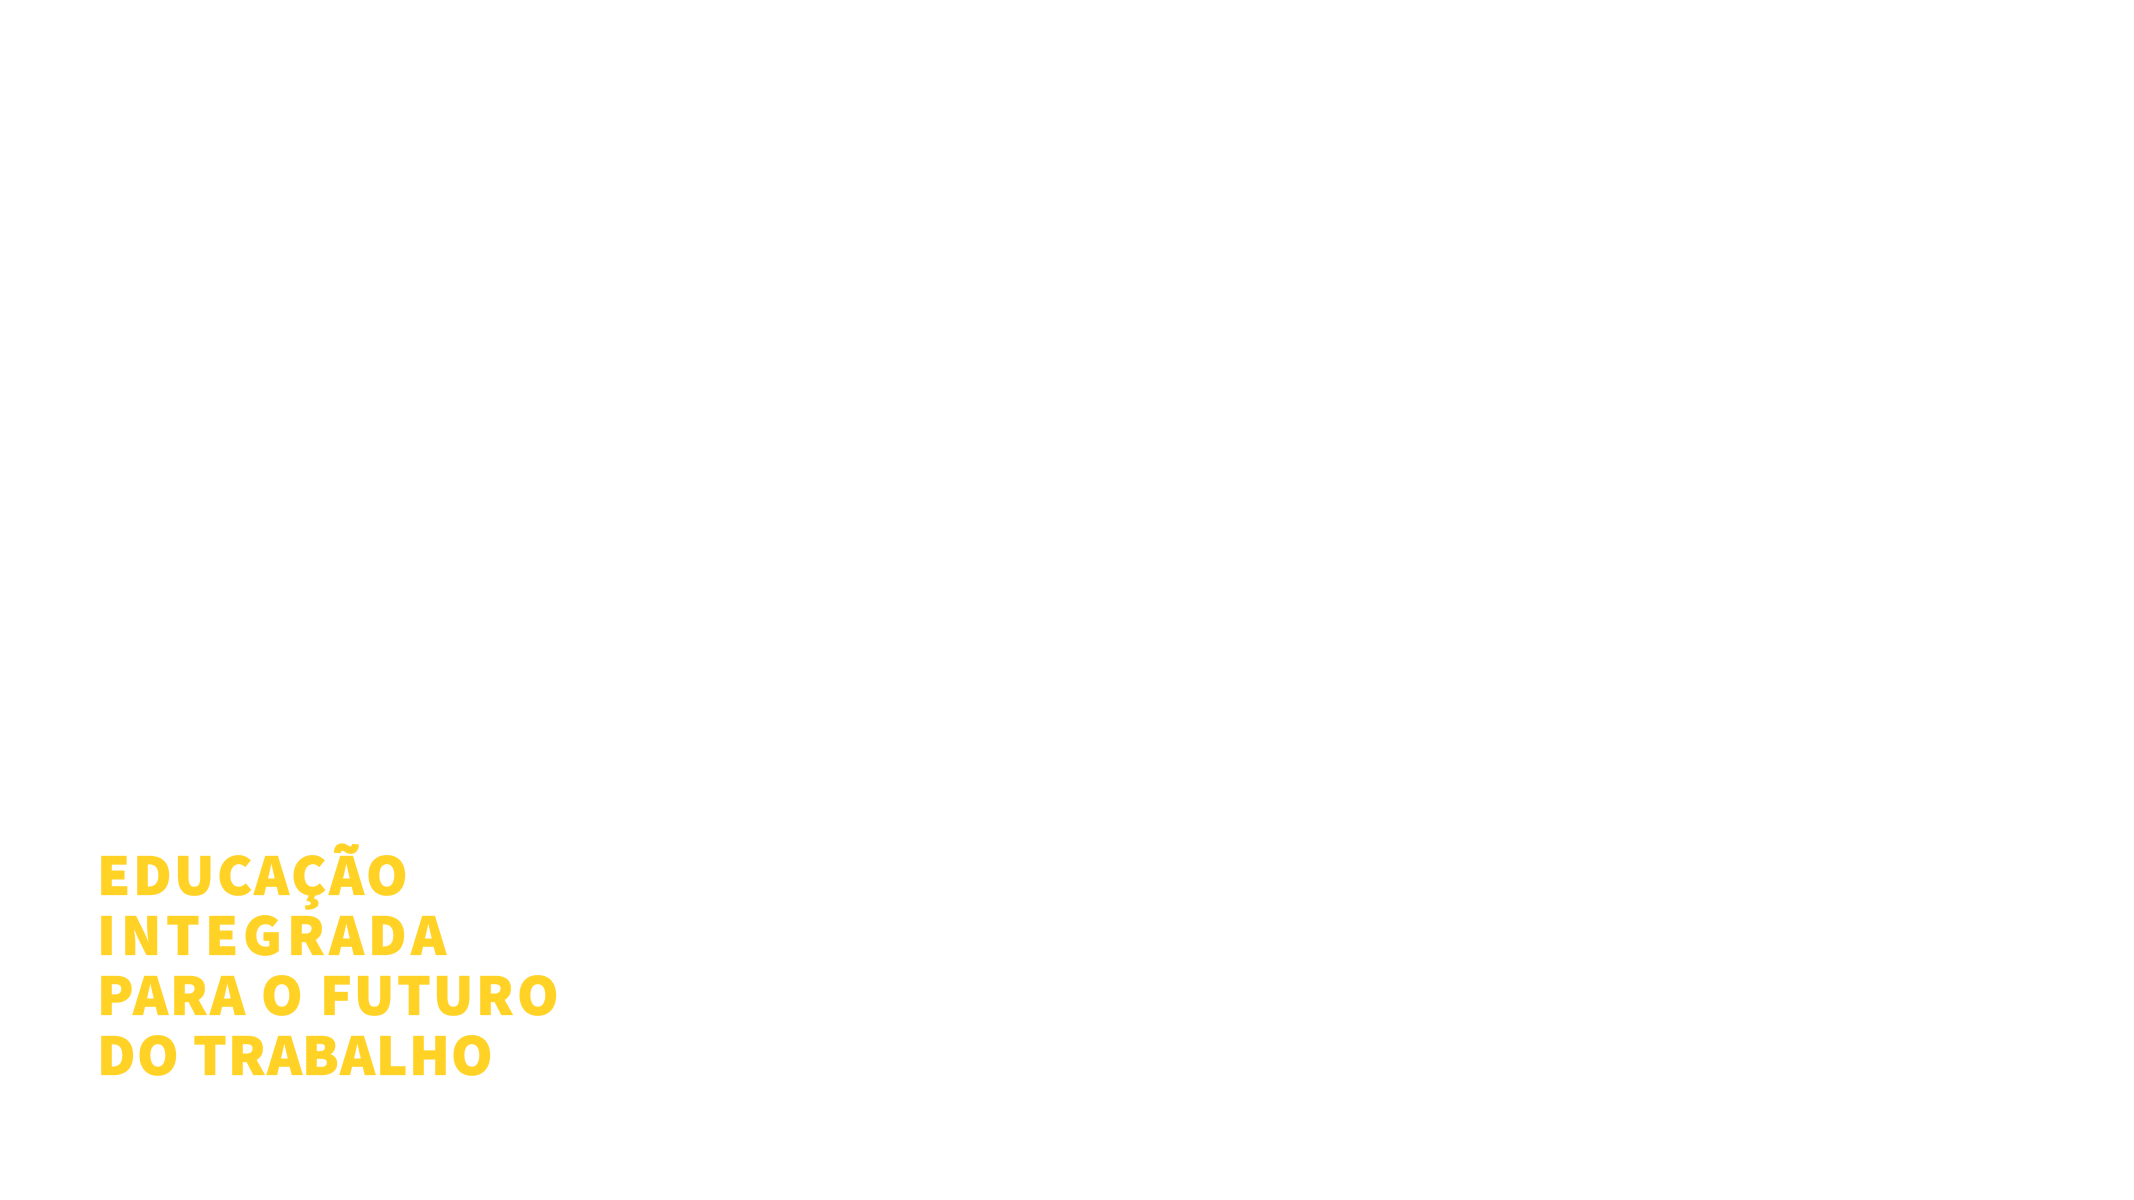 EDUCAÇÃO
INTEGRADA
PARA O FUTURO
DO TRABALHO